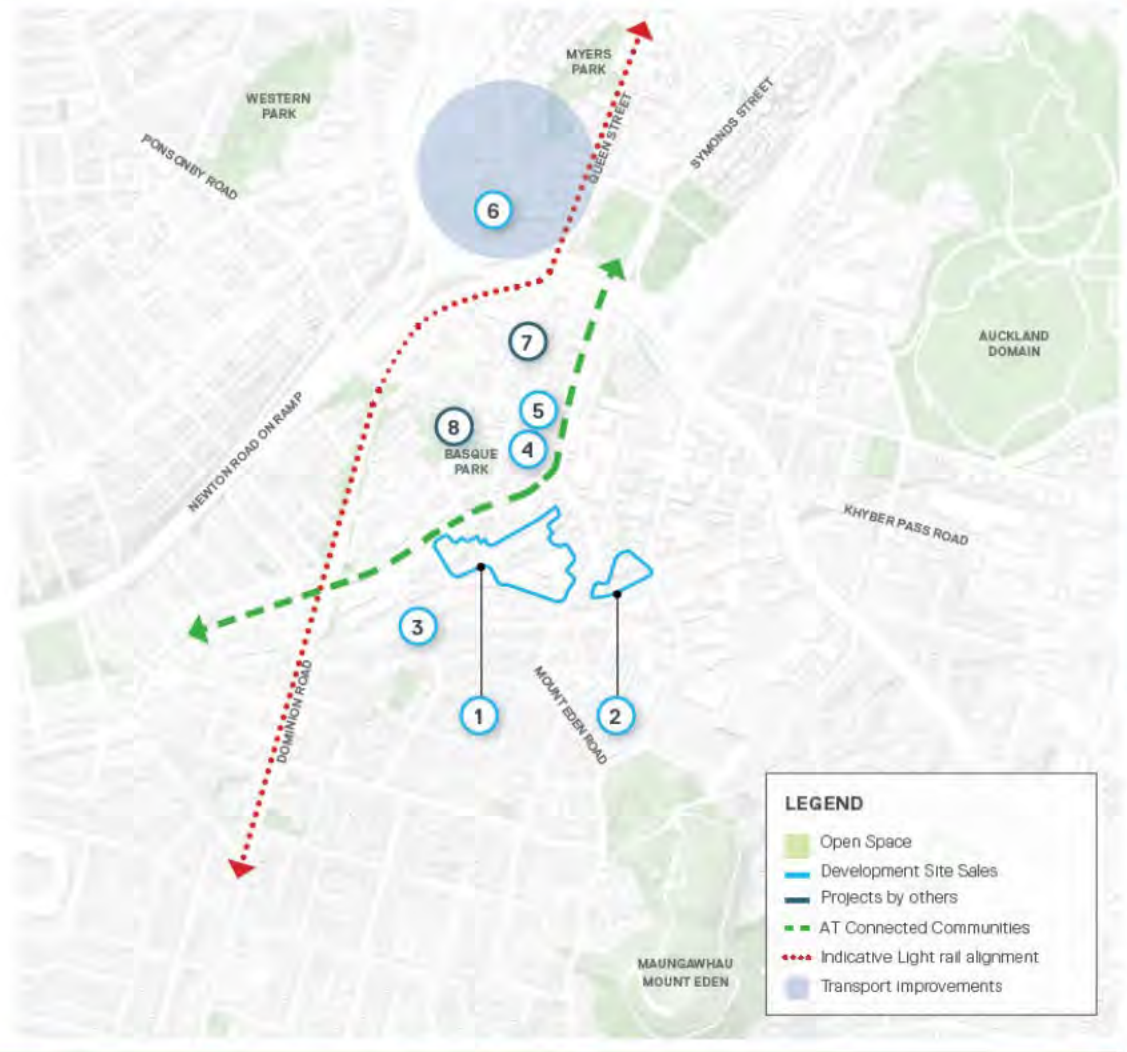 MYERS
PARK
WESTERN
PARK
PONSONBY ROAD
QUEEN STREET
SYMONDS STREET
6
7
AUCKLAND
DOMAIN
5
8
4
BASQUE
PARK
NEWTON ROAD ON RAMP
KHYBER PASS ROAD
3
DOMINION ROAD
MOUNT EDEN ROAD
1
2
LEGEND
Open Space
Development Site Sales
Projects by others
AT Connected Communities
Indicative Light rail alignment
Transport improvements
MAUNGAWHAU
MOUNT EDEN